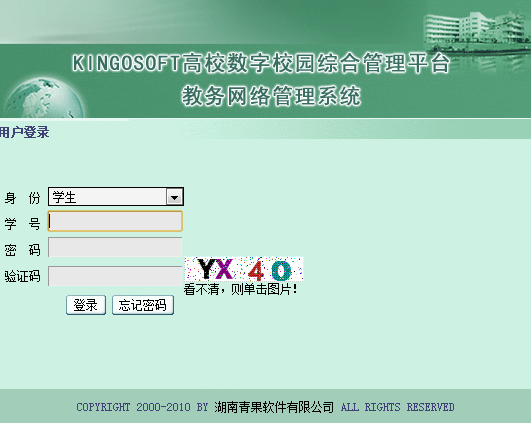 KINGOSOFT高校数字校园综合管理平台
教务网络管理系统
用户登录
身 份 学生
学 号
密 码
验证码 YX40
看不清，则单击图片！
登录 忘记密码
COPYRIGHT 2000-2010 BY 湖南青果软件有限公司 ALL RIGHTS RESERVED